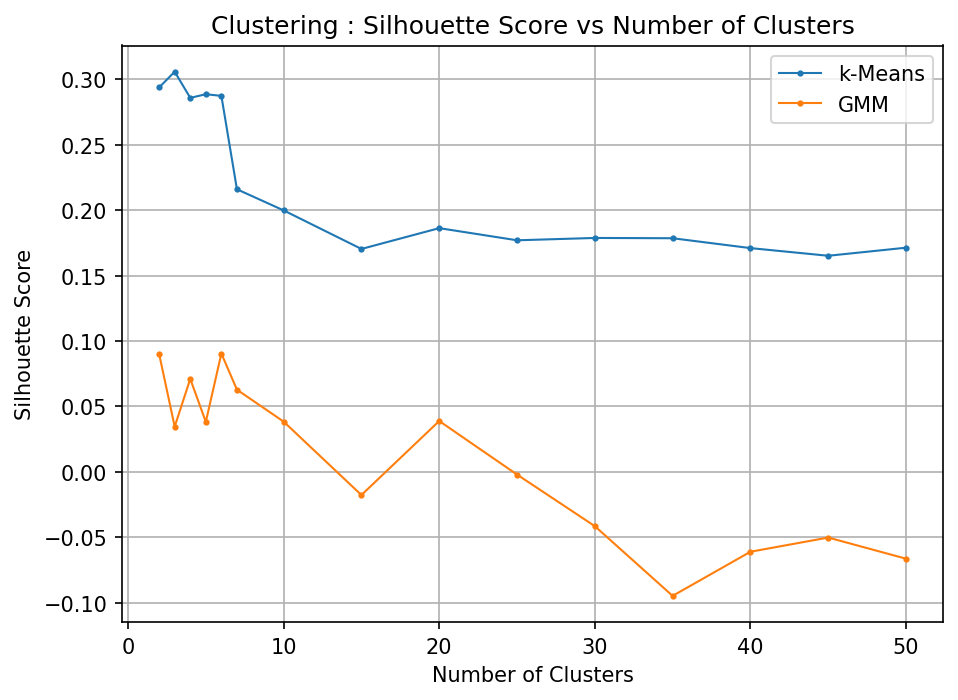 Clustering : Silhouette Score vs Number of Clusters
k-Means
GMM
Silhouette Score
0.30
0.25
0.20
0.15
0.10
0.05
0.00
−0.05
−0.10
0 10 20 30 40 50
Number of Clusters